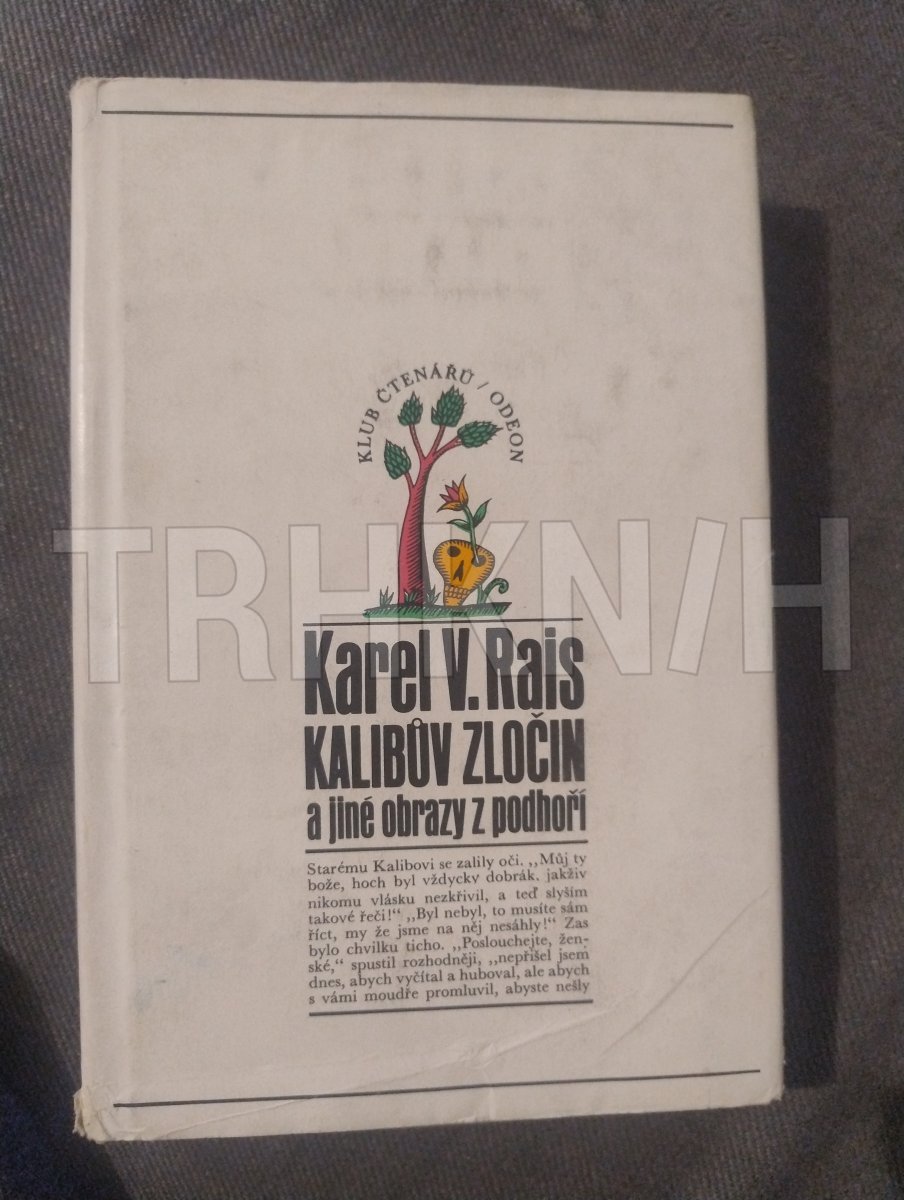 KLUB ČTENÁŘŮ / ODEON
TRHKNIH
Karel V. Rais
KALIBŮV ZLOČIN
a jiné obrazy z podhoří
Starému Kalibovi se zalily oči. ,,Můj ty
bože, hoch byl vždycky dobrák, jakživ
nikomu vlásku nezkřivil, a teď slyším
takové řeči!“ ,,Byl nebyl, to musíte sám
říct, my že jsme na něj nesáhly!“ Zas
bylo chvilku ticho. ,,Poslouchejte, žen-
ské,“ spustil rozhodněji, ,,nepřišel jsem
dnes, abych vyčítal a huboval, ale abych
s vámi moudře promluvil, abyste nešly